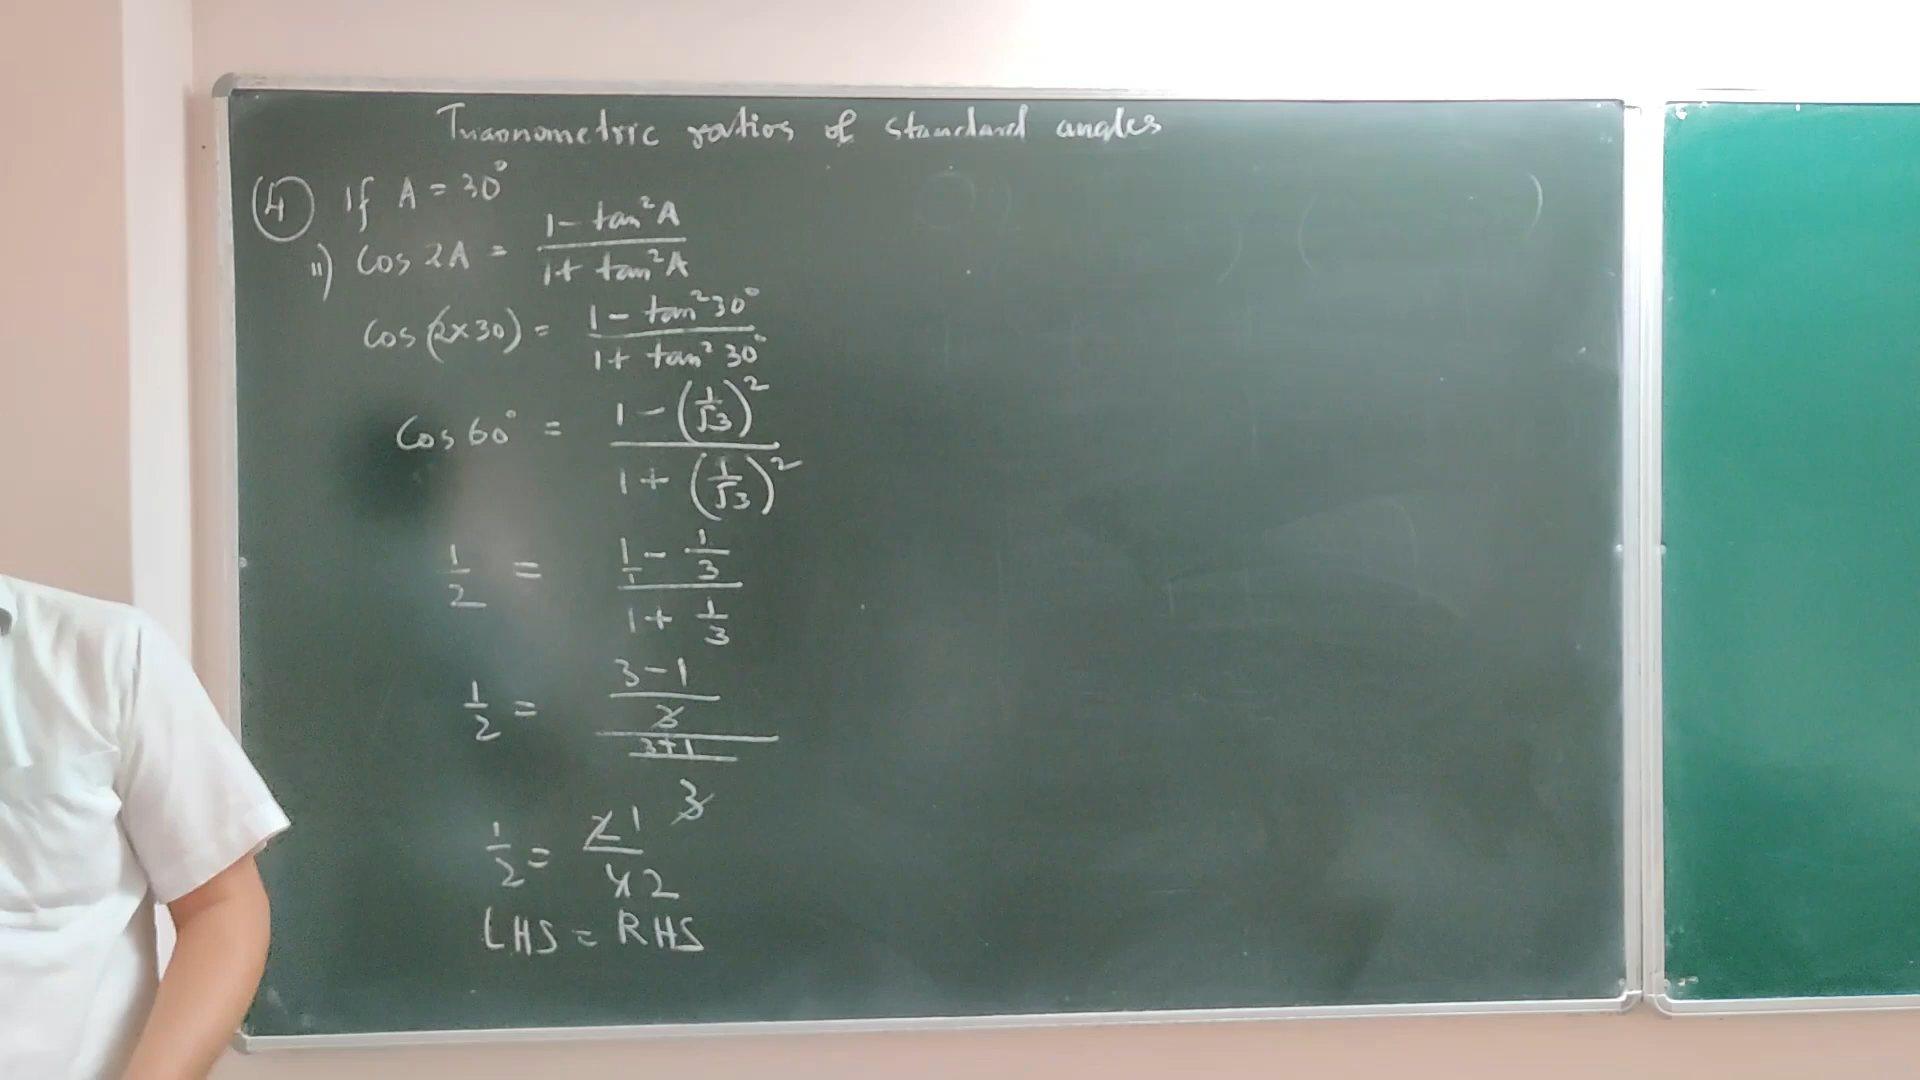 Trigonometric ratios of standard angles
(4) If A = 30°
ii) Cos 2A = (1 - tan²A) / (1 + tan²A)
Cos (2×30) = (1 - tan²30°) / (1 + tan²30°)
Cos 60° = (1 - (1/√3)²) / (1 + (1/√3)²)
1/2 = (1/1 - 1/3) / (1 + 1/3)
1/2 = ((3-1)/3) / ((3+1)/3)
1/2 = 2 1 / 4 2
LHS = RHS